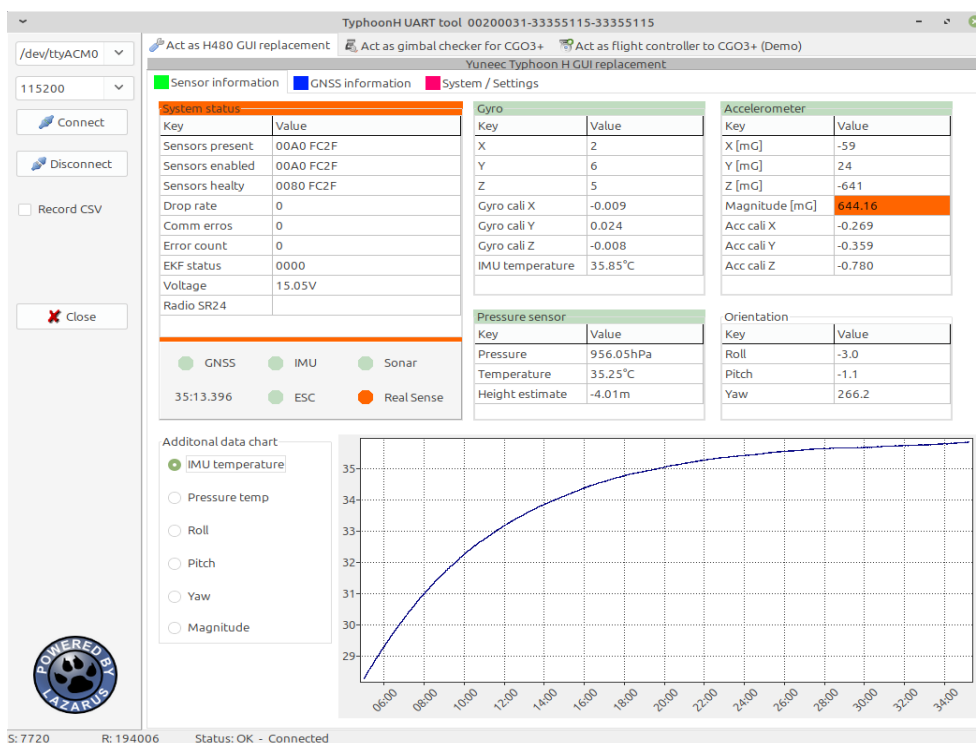 TyphoonH UART tool 00200031-33355115-33355115
/dev/ttyACM0
115200
Connect
Disconnect
Record CSV
Close
POWERED BY LAZARUS
Act as H480 GUI replacement
Act as gimbal checker for CGO3+
Act as flight controller to CGO3+ (Demo)
Yuneec Typhoon H GUI replacement
Sensor information
GNSS information
System / Settings
System status
Key Value
Sensors present 00A0 FC2F
Sensors enabled 00A0 FC2F
Sensors healty 0080 FC2F
Drop rate 0
Comm erros 0
Error count 0
EKF status 0000
Voltage 15.05V
Radio SR24
GNSS IMU Sonar
35:13.396 ESC Real Sense
Gyro
Key Value
X 2
Y 6
Z 5
Gyro cali X -0.009
Gyro cali Y 0.024
Gyro cali Z -0.008
IMU temperature 35.85°C
Accelerometer
Key Value
X [mG] -59
Y [mG] 24
Z [mG] -641
Magnitude [mG] 644.16
Acc cali X -0.269
Acc cali Y -0.359
Acc cali Z -0.780
Pressure sensor
Key Value
Pressure 956.05hPa
Temperature 35.25°C
Height estimate -4.01m
Orientation
Key Value
Roll -3.0
Pitch -1.1
Yaw 266.2
Additonal data chart
IMU temperature
Pressure temp
Roll
Pitch
Yaw
Magnitude
35
34
33
32
31
30
29
06:00 08:00 10:00 12:00 14:00 16:00 18:00 20:00 22:00 24:00 26:00 28:00 30:00 32:00 34:00
S: 7720 R: 194006 Status: OK - Connected